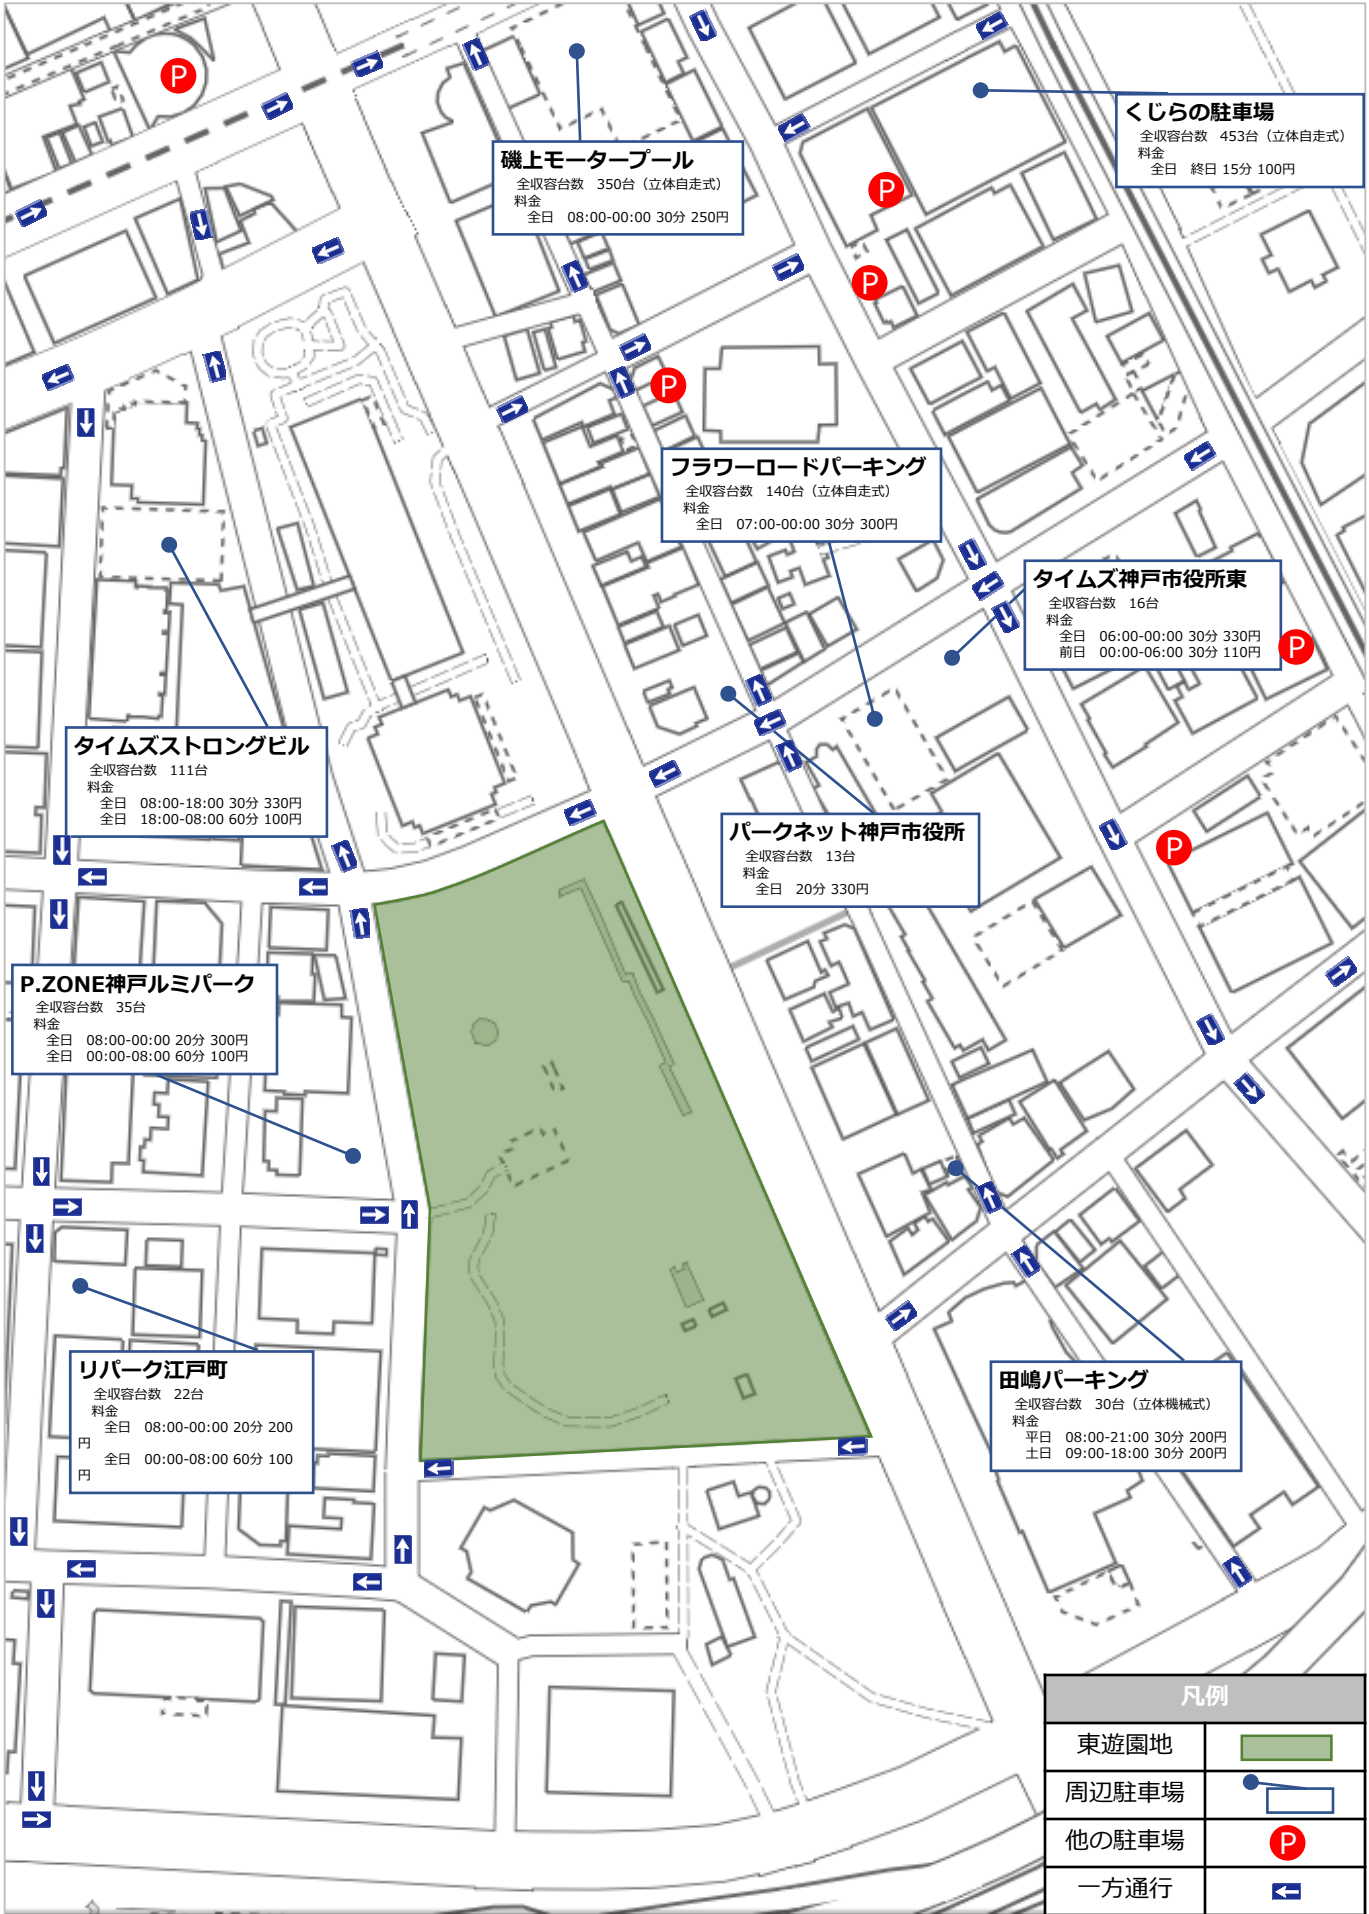 P
くじらの駐車場
全収容台数 453台（立体自走式）
料金
全日 終日 15分 100円
磯上モータープール
全収容台数 350台（立体自走式）
料金
全日 08:00-00:00 30分 250円
P
P
P
フラワーロードパーキング
全収容台数 140台（立体自走式）
料金
全日 07:00-00:00 30分 300円
タイムズ神戸市役所東
全収容台数 16台
料金
全日 06:00-00:00 30分 330円
前日 00:00-06:00 30分 110円
P
タイムズストロングビル
全収容台数 111台
料金
全日 08:00-18:00 30分 330円
全日 18:00-08:00 60分 100円
パークネット神戸市役所
全収容台数 13台
料金
全日 20分 330円
P
P.ZONE神戸ルミパーク
全収容台数 35台
料金
全日 08:00-00:00 20分 300円
全日 00:00-08:00 60分 100円
リパーク江戸町
全収容台数 22台
料金
全日 08:00-00:00 20分 200
円
全日 00:00-08:00 60分 100
円
田嶋パーキング
全収容台数 30台（立体機械式）
料金
平日 08:00-21:00 30分 200円
土日 09:00-18:00 30分 200円
凡例
東遊園地
周辺駐車場
他の駐車場 P
一方通行